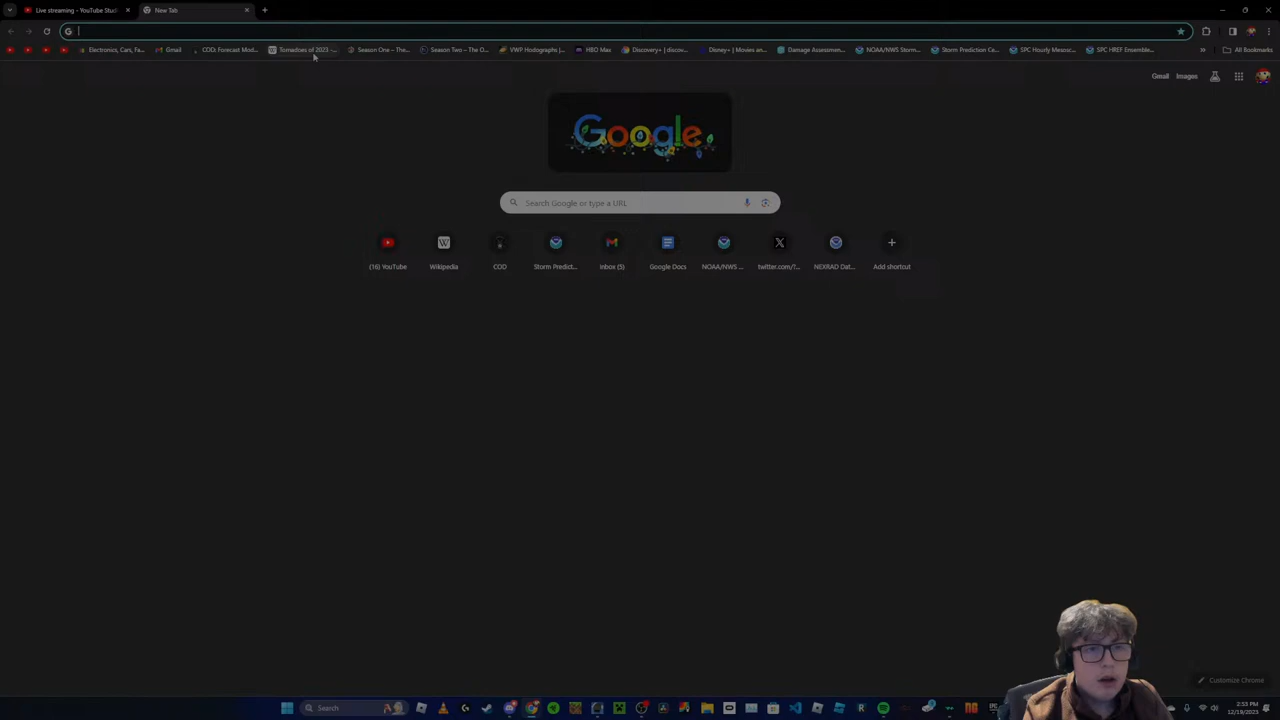 Live streaming - YouTube Stud
New Tab
Electronics, Cars, Fa...
Gmail
COD: Forecast Mod...
Tornadoes of 2023 -...
Season One – The...
Season Two – The O...
VWP Hodographs |...
HBO Max
Discovery+ | discov...
Disney+ | Movies an...
Damage Assessmen...
NOAA/NWS Storm...
Storm Prediction Ce...
SPC Hourly Mesosc...
SPC HREF Ensemble...
All Bookmarks
Gmail Images
Google
Search Google or type a URL
(16) YouTube
Wikipedia
COD
Storm Predict...
Inbox (5)
Google Docs
NOAA/NWS ...
twitter.com/?...
NEXRAD Dat...
Add shortcut
Customize Chrome
Search
2:53 PM
12/19/2023